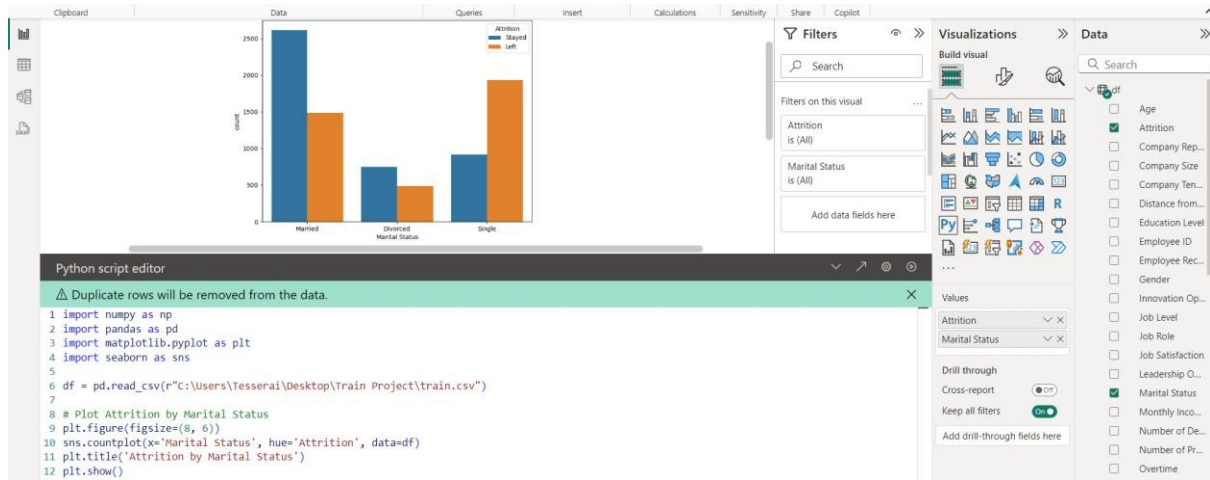 Clipboard
Data
Queries
Insert
Calculations
Sensitivity
Share
Copilot
Attrition
Stayed
Left
2500
2000
1500
1000
500
0
count
Married
Divorced
Single
Marital Status
Filters
Search
Filters on this visual
...
Attrition
is (All)
Marital Status
is (All)
Add data fields here
Visualizations
Build visual
R
Py
...
Values
Attrition
Marital Status
Drill through
Cross-report
Off
Keep all filters
On
Add drill-through fields here
Data
Search
df
Age
Attrition
Company Rep...
Company Size
Company Ten...
Distance from...
Education Level
Employee ID
Employee Rec...
Gender
Innovation Op...
Job Level
Job Role
Job Satisfaction
Leadership O...
Marital Status
Monthly Inco...
Number of De...
Number of Pr...
Overtime
Python script editor
Duplicate rows will be removed from the data.
1 import numpy as np
2 import pandas as pd
3 import matplotlib.pyplot as plt
4 import seaborn as sns
5
6 df = pd.read_csv(r"C:\Users\Tesserai\Desktop\Train Project\train.csv")
7
8 # Plot Attrition by Marital Status
9 plt.figure(figsize=(8, 6))
10 sns.countplot(x='Marital Status', hue='Attrition', data=df)
11 plt.title('Attrition by Marital Status')
12 plt.show()